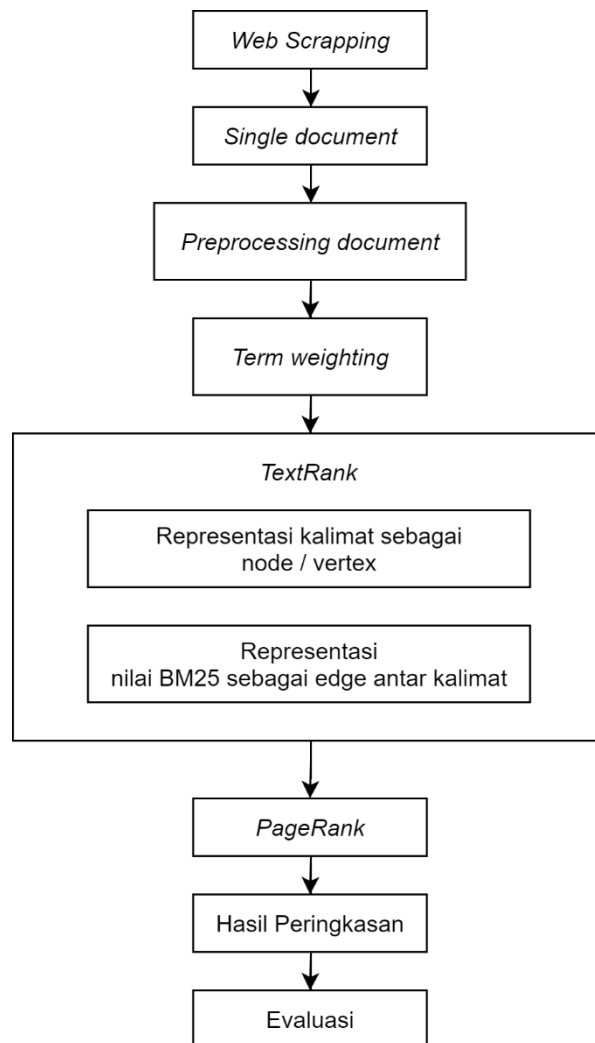 Web Scrapping
Single document
Preprocessing document
Term weighting
TextRank
Representasi kalimat sebagai
node / vertex
Representasi
nilai BM25 sebagai edge antar kalimat
PageRank
Hasil Peringkasan
Evaluasi